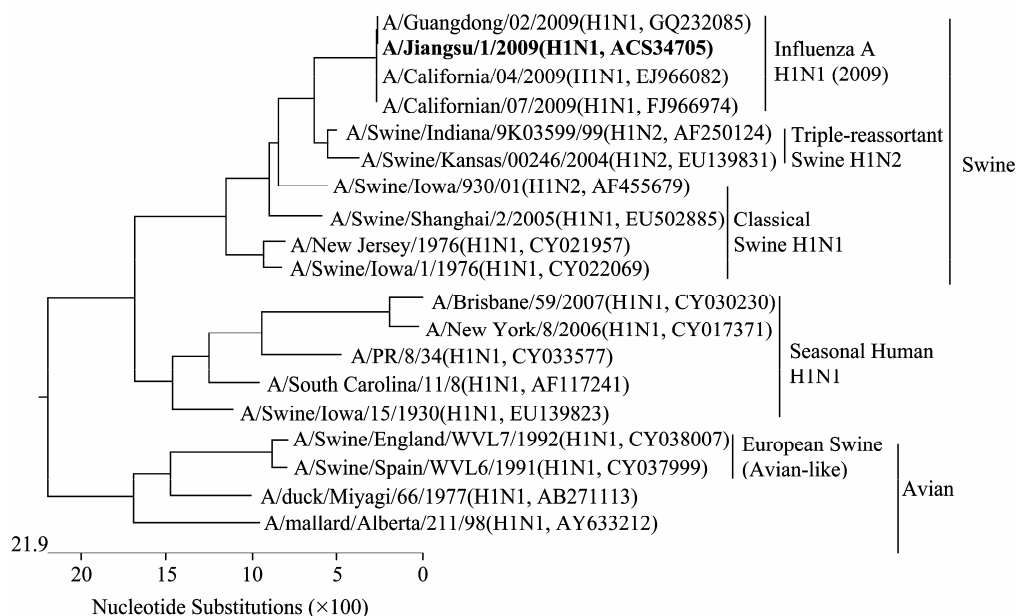 A/Guangdong/02/2009(H1N1, GQ232085)
A/Jiangsu/1/2009(H1N1, ACS34705)
A/California/04/2009(II1N1, EJ966082)
A/Californian/07/2009(H1N1, FJ966974)
Influenza A
H1N1 (2009)
A/Swine/Indiana/9K03599/99(H1N2, AF250124)
A/Swine/Kansas/00246/2004(H1N2, EU139831)
Triple-reassortant
Swine H1N2
A/Swine/Iowa/930/01(II1N2, AF455679)
A/Swine/Shanghai/2/2005(H1N1, EU502885)
A/New Jersey/1976(H1N1, CY021957)
A/Swine/Iowa/1/1976(H1N1, CY022069)
Classical
Swine H1N1
Swine
A/Brisbane/59/2007(H1N1, CY030230)
A/New York/8/2006(H1N1, CY017371)
A/PR/8/34(H1N1, CY033577)
A/South Carolina/11/8(H1N1, AF117241)
A/Swine/Iowa/15/1930(H1N1, EU139823)
Seasonal Human
H1N1
A/Swine/England/WVL7/1992(H1N1, CY038007)
A/Swine/Spain/WVL6/1991(H1N1, CY037999)
European Swine
(Avian-like)
A/duck/Miyagi/66/1977(H1N1, AB271113)
A/mallard/Alberta/211/98(H1N1, AY633212)
Avian
21.9
20 15 10 5 0
Nucleotide Substitutions (×100)